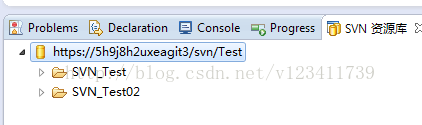 Problems Declaration Console Progress SVN 资源库
https://5h9j8h2uxeagit3/svn/Test
SVN_Test
http://blog.csdn.net/v123411739
SVN_Test02